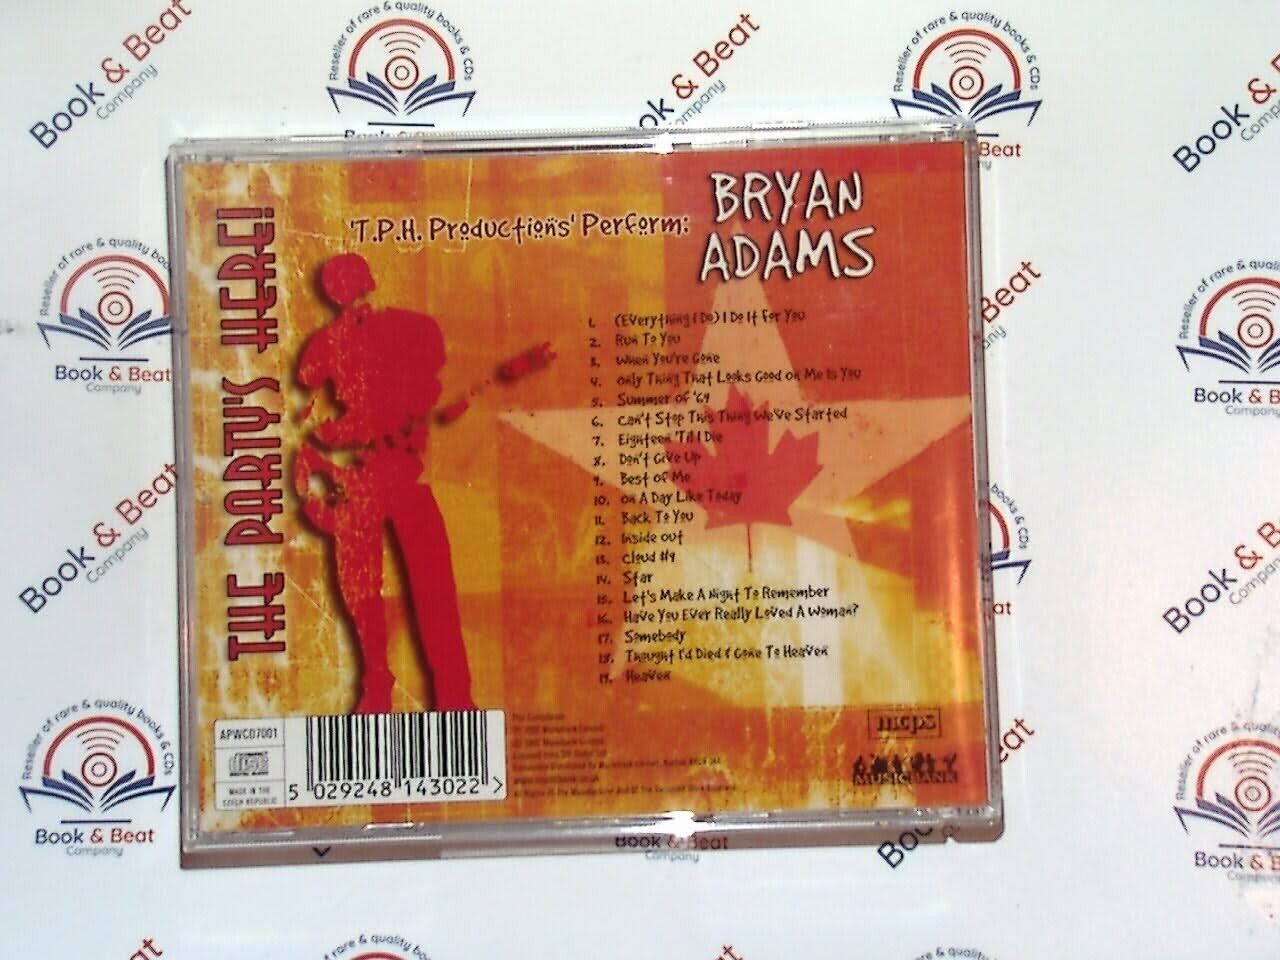 THE PARTY'S HERE!
'T.P.H. Productions' Perform:
BRYAN
ADAMS
1. (Everything I Do) I Do It For You
2. Run To You
3. When You're Gone
4. Only Thing That Looks Good On Me Is You
5. Summer of '69
6. Can't Stop This Thing We've Started
7. Eighteen 'Till I Die
8. Don't Give Up
9. Best of Me
10. On A Day Like Today
11. Back To You
12. Inside Out
13. Cloud #9
14. Star
15. Let's Make A Night To Remember
16. Have You Ever Really Loved A Woman?
17. Somebody
18. Thought I'd Died & Gone To Heaven
19. Heaven
APWCD7001
COMPACT
disc
DIGITAL AUDIO
MADE IN THE
CZECH REPUBLIC
5 029248 143022 >
mcps
MUSICBANK
Reseller of rare & quality books & CDs
Book & Beat
Company